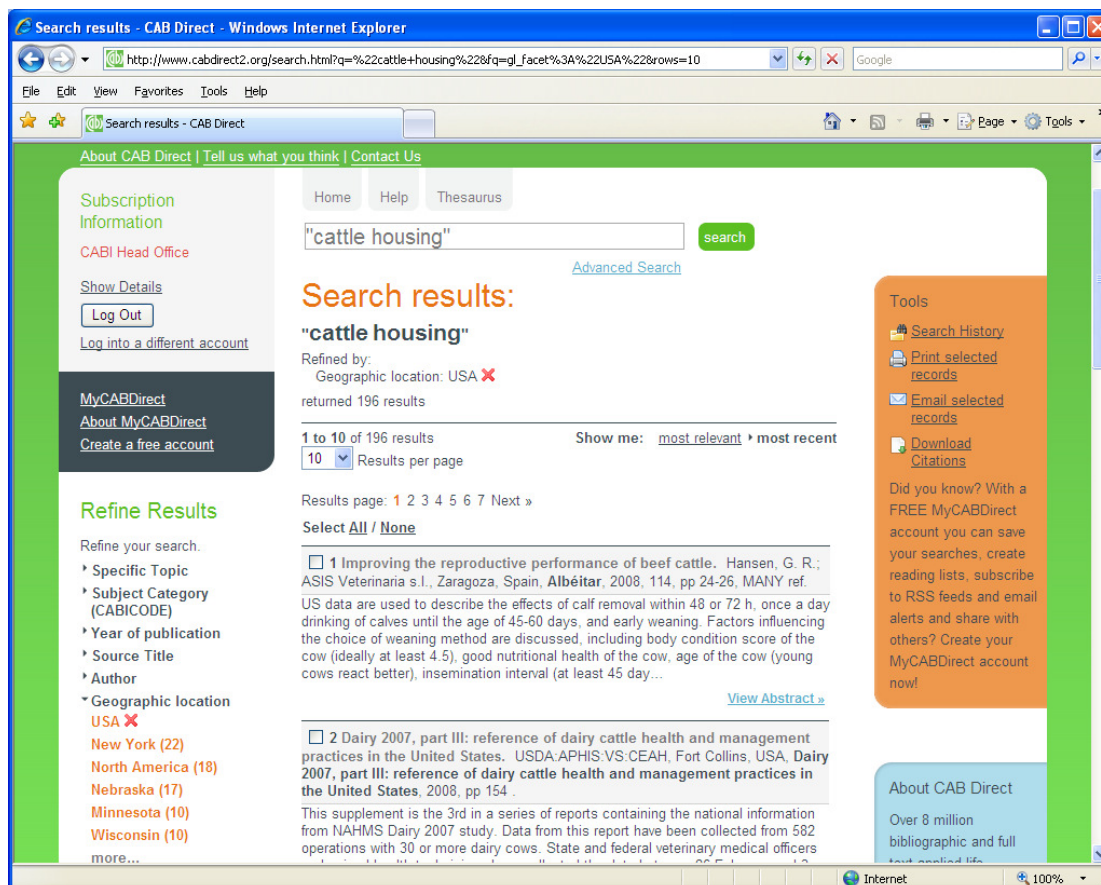 Search results - CAB Direct - Windows Internet Explorer
http://www.cabdirect2.org/search.html?q=%22cattle+housing%22&fq=gl_facet%3A%22USA%22&rows=10
Google
File Edit View Favorites Tools Help
Search results - CAB Direct
Page Tools
About CAB Direct | Tell us what you think | Contact Us
Subscription
Information
CABI Head Office
Show Details
Log Out
Log into a different account
MyCABDirect
About MyCABDirect
Create a free account
Refine Results
Refine your search.
Specific Topic
Subject Category
(CABICODE)
Year of publication
Source Title
Author
Geographic location
USA
New York (22)
North America (18)
Nebraska (17)
Minnesota (10)
Wisconsin (10)
more...
Home Help Thesaurus
"cattle housing"
search
Advanced Search
Search results:
"cattle housing"
Refined by:
Geographic location: USA
returned 196 results
1 to 10 of 196 results
Show me: most relevant most recent
10 Results per page
Results page: 1 2 3 4 5 6 7 Next »
Select All / None
1 Improving the reproductive performance of beef cattle. Hansen, G. R.;
ASIS Veterinaria s.l., Zaragoza, Spain, Albéitar, 2008, 114, pp 24-26, MANY ref.
US data are used to describe the effects of calf removal within 48 or 72 h, once a day
drinking of calves until the age of 45-60 days, and early weaning. Factors influencing
the choice of weaning method are discussed, including body condition score of the
cow (ideally at least 4.5), good nutritional health of the cow, age of the cow (young
cows react better), insemination interval (at least 45 day...
View Abstract »
2 Dairy 2007, part III: reference of dairy cattle health and management
practices in the United States. USDA:APHIS:VS:CEAH, Fort Collins, USA, Dairy
2007, part III: reference of dairy cattle health and management practices in
the United States, 2008, pp 154 .
This supplement is the 3rd in a series of reports containing the national information
from NAHMS Dairy 2007 study. Data from this report have been collected from 582
operations with 30 or more dairy cows. State and federal veterinary medical officers
Tools
Search History
Print selected
records
Email selected
records
Download
Citations
Did you know? With a
FREE MyCABDirect
account you can save
your searches, create
reading lists, subscribe
to RSS feeds and email
alerts and share with
others? Create your
MyCABDirect account
now!
About CAB Direct
Over 8 million
bibliographic and full
Internet
100%